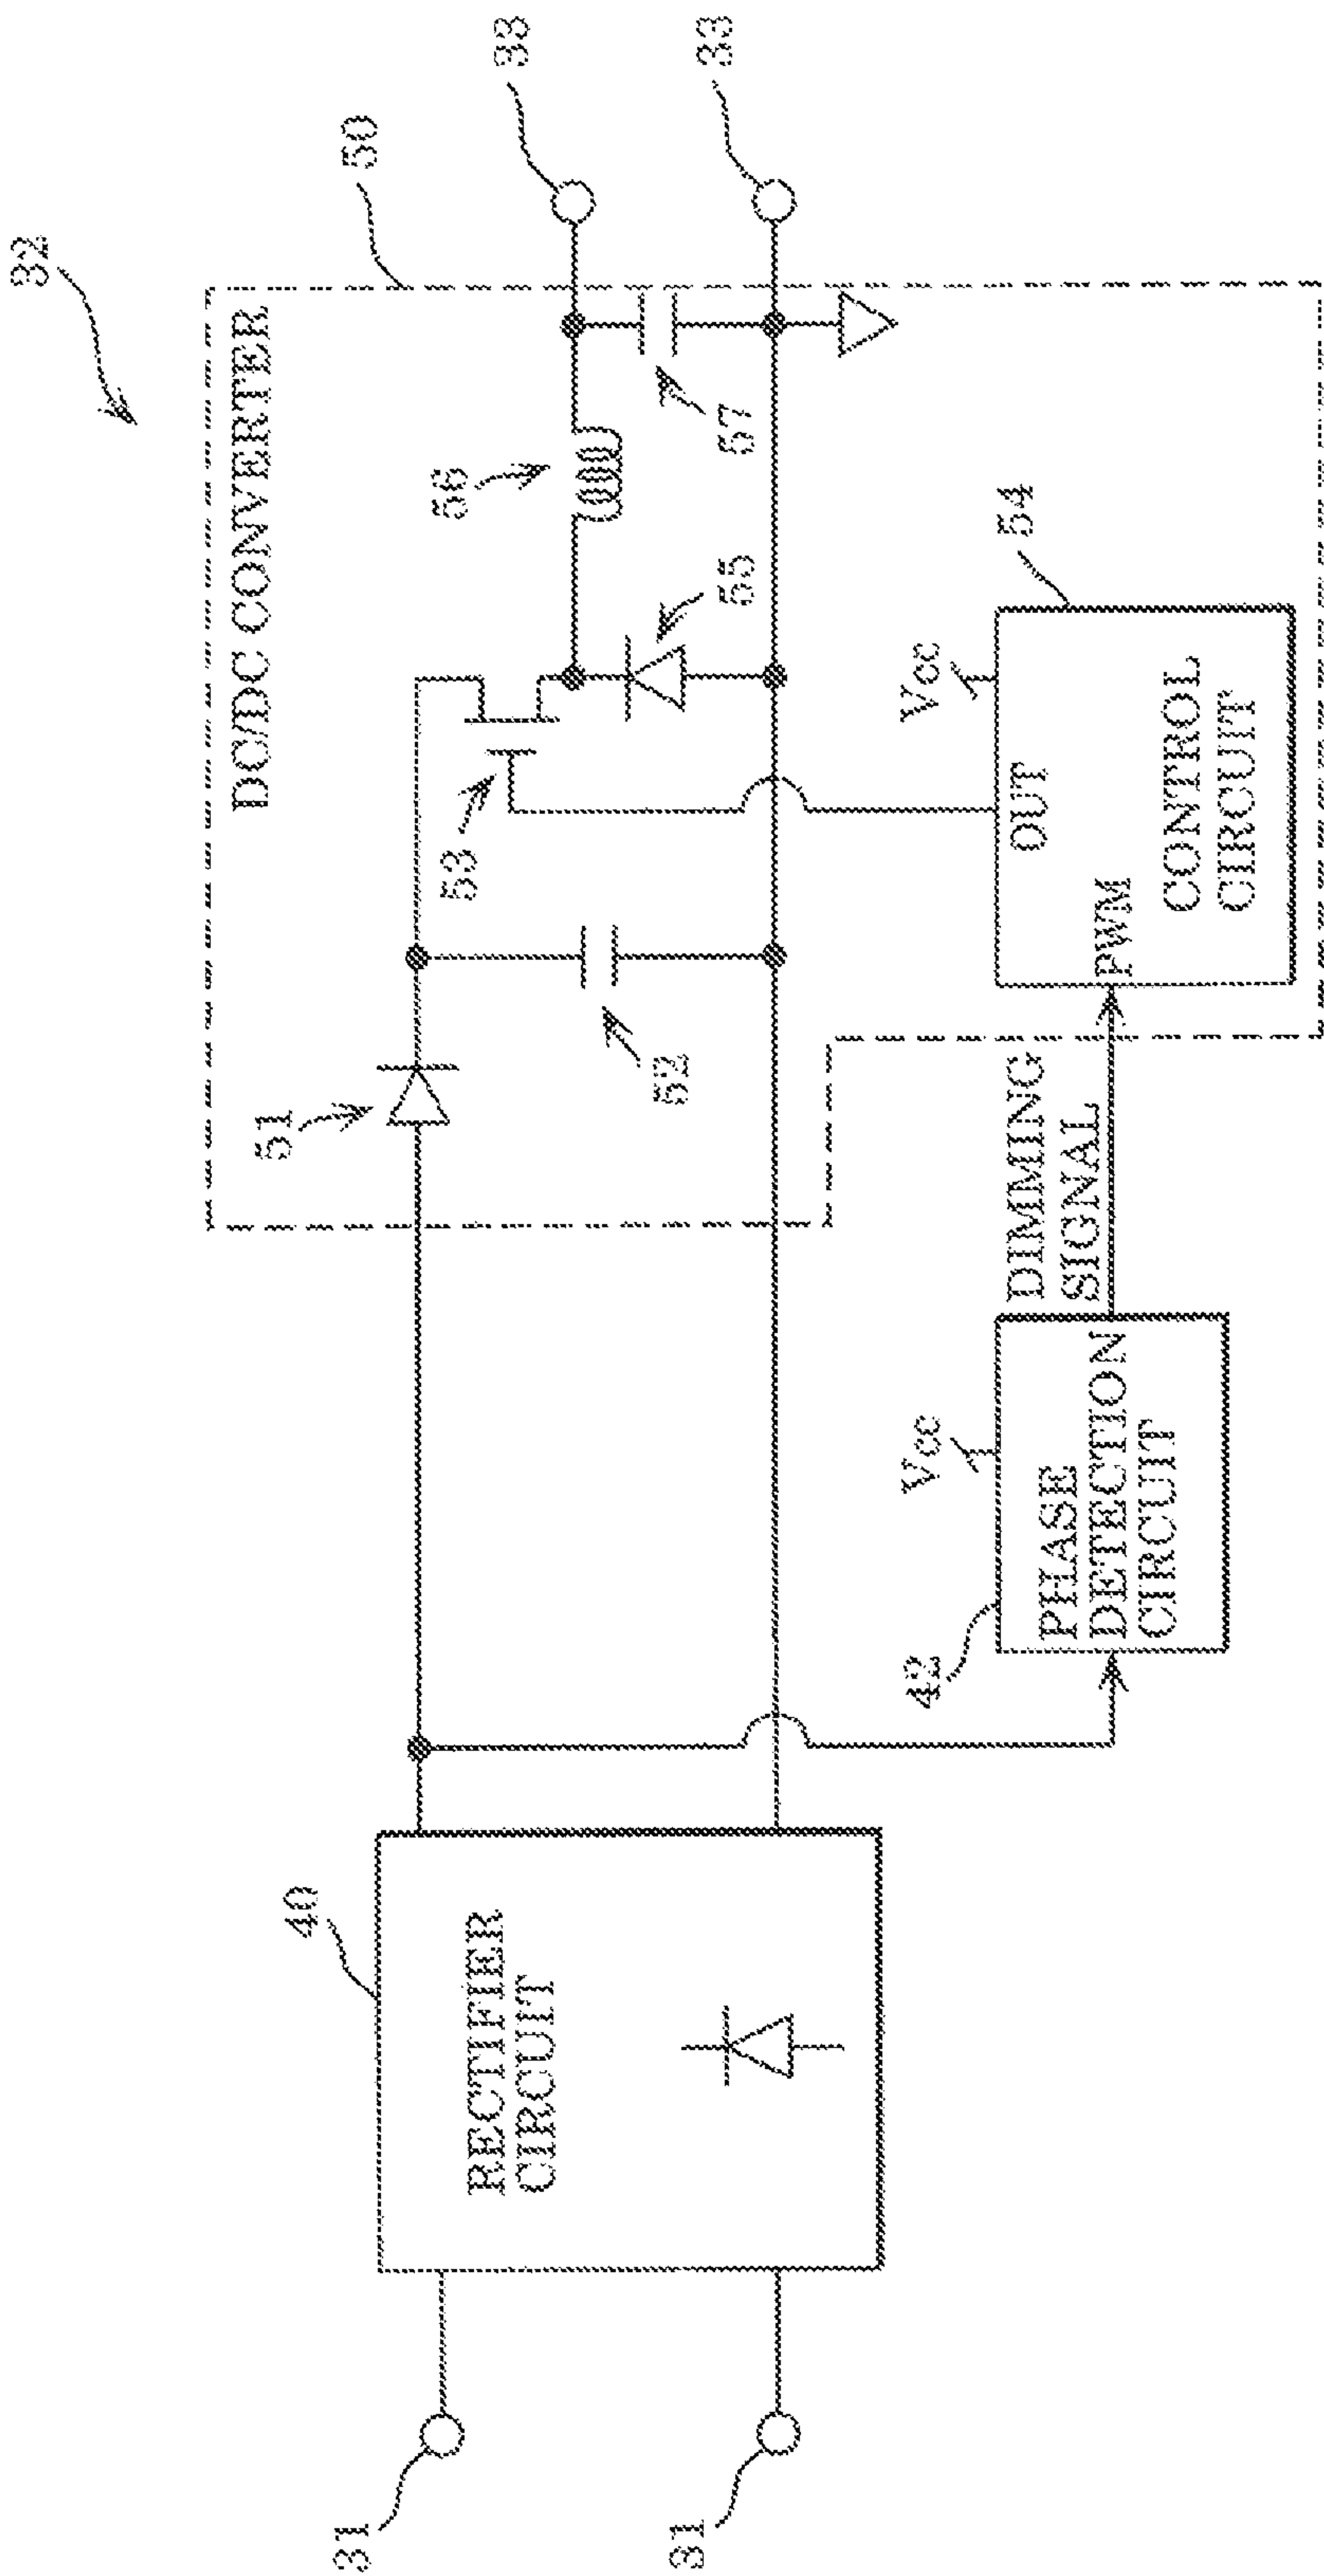 32
50
DC/DC CONVERTER
33
33
51
52
53
54
55
56
57
OUT
Vcc
PWM
CONTROL
CIRCUIT
DIMMING
SIGNAL
Vcc
42
PHASE
DETECTION
CIRCUIT
40
RECTIFIER
CIRCUIT
31
31